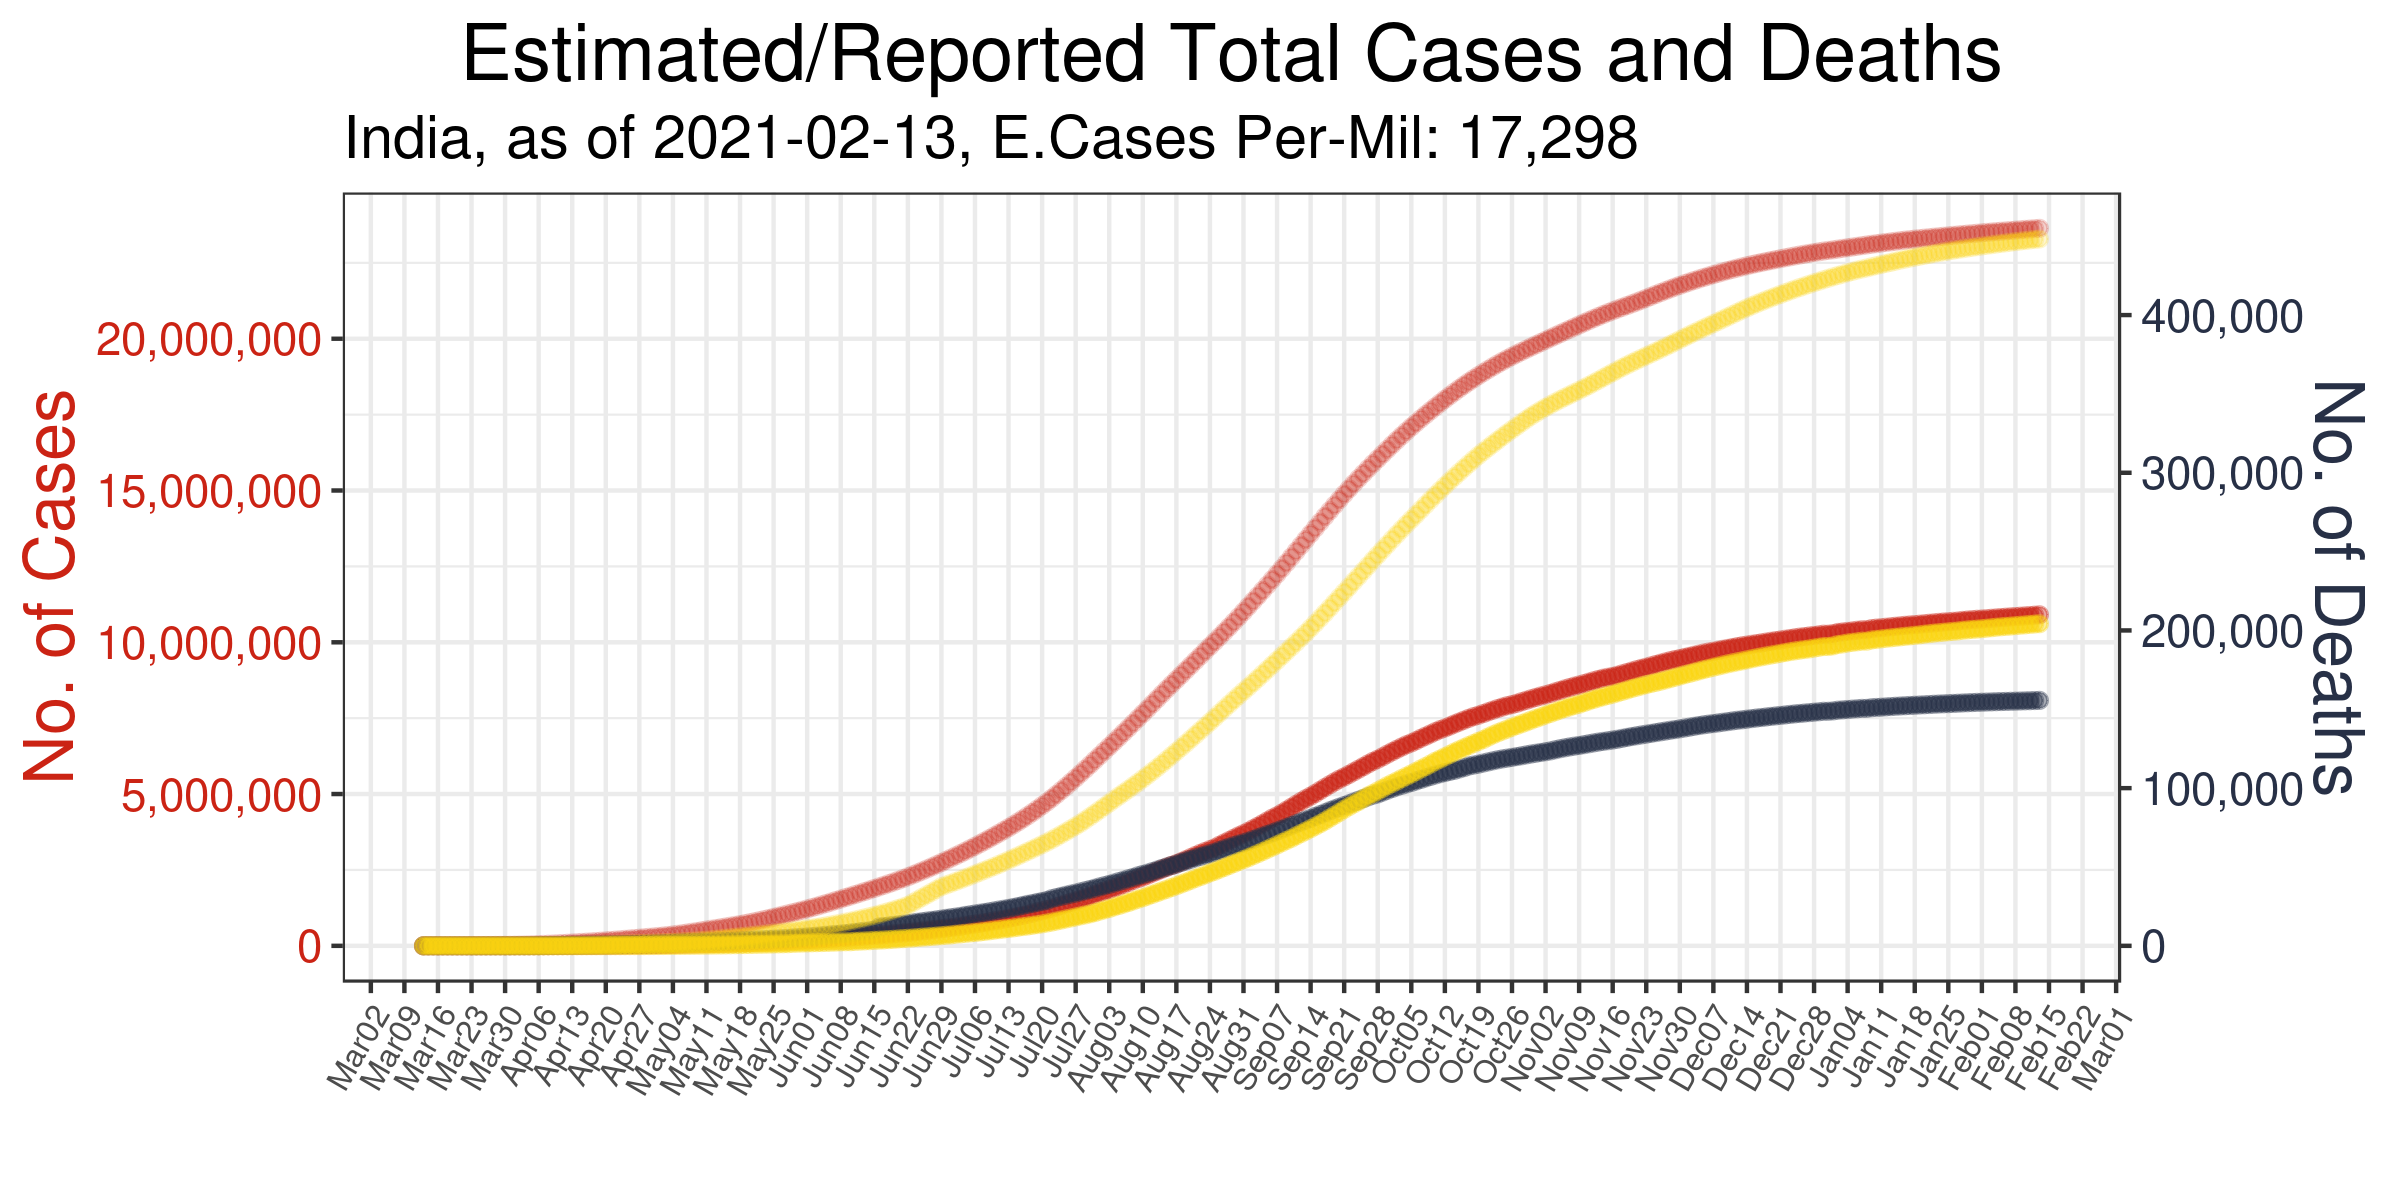 Estimated/Reported Total Cases and Deaths
India, as of 2021-02-13, E.Cases Per-Mil: 17,298
No. of Cases
20,000,000
15,000,000
10,000,000
5,000,000
0
400,000
300,000
200,000
100,000
0
No. of Deaths
Mar02
Mar09
Mar16
Mar23
Mar30
Apr06
Apr13
Apr20
Apr27
May04
May11
May18
May25
Jun01
Jun08
Jun15
Jun22
Jun29
Jul06
Jul13
Jul20
Jul27
Aug03
Aug10
Aug17
Aug24
Aug31
Sep07
Sep14
Sep21
Sep28
Oct05
Oct12
Oct19
Oct26
Nov02
Nov09
Nov16
Nov23
Nov30
Dec07
Dec14
Dec21
Dec28
Jan04
Jan11
Jan18
Jan25
Feb01
Feb08
Feb15
Feb22
Mar01